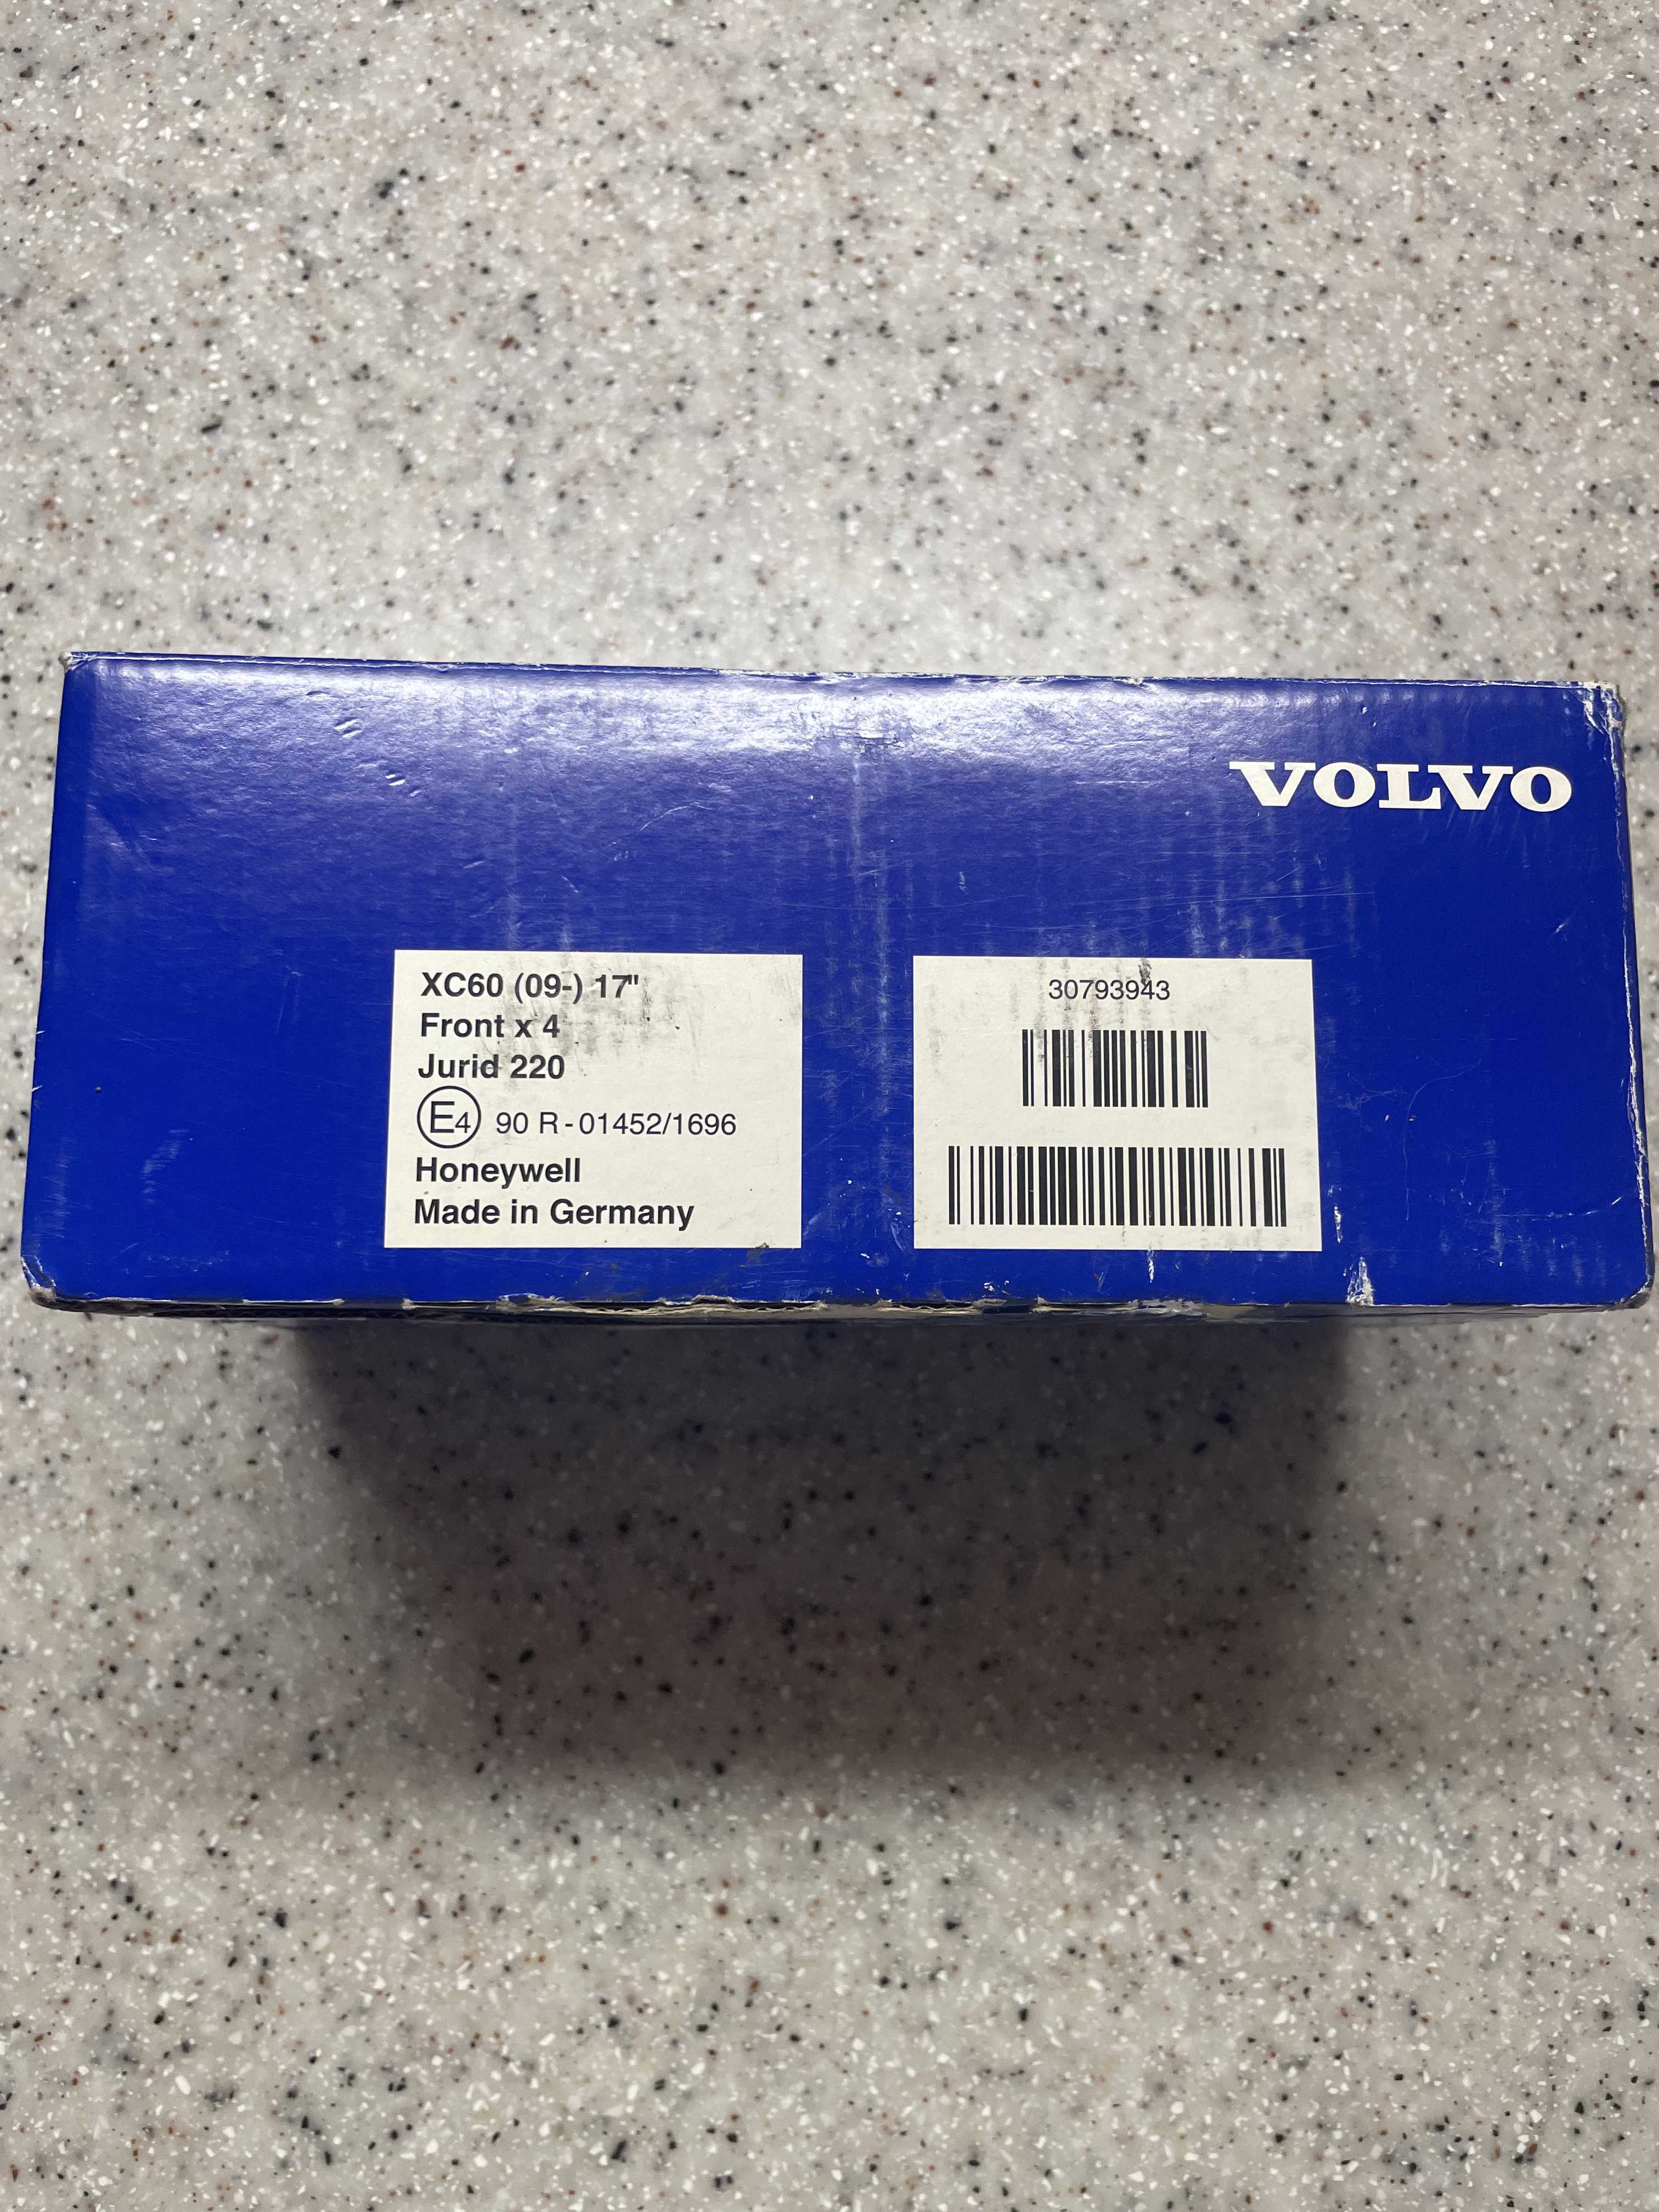 VOLVO
XC60 (09-) 17"
Front x 4
Jurid 220
E4 90 R-01452/1696
Honeywell
Made in Germany
30793943